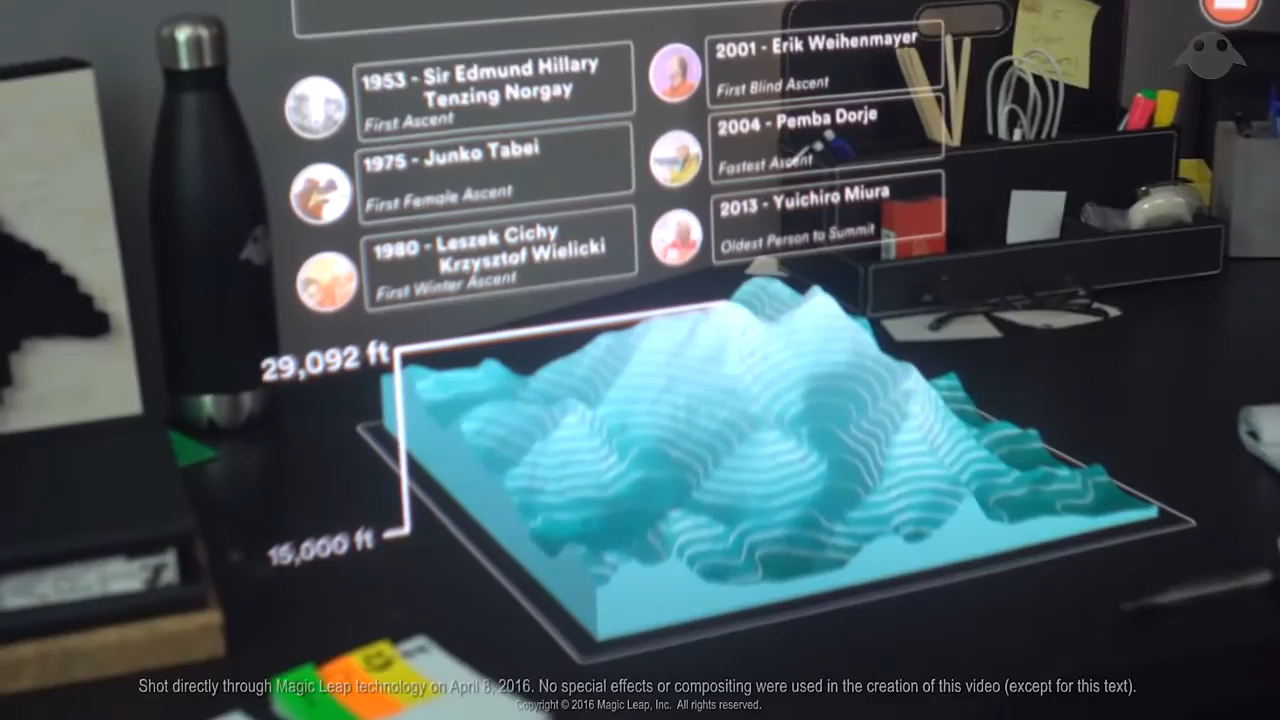 1953 - Sir Edmund Hillary
Tenzing Norgay
First Ascent
1975 - Junko Tabei
First Female Ascent
1980 - Leszek Cichy
Krzysztof Wielicki
First Winter Ascent
2001 - Erik Weihenmayer
First Blind Ascent
2004 - Pemba Dorje
Fastest Ascent
2013 - Yuichiro Miura
Oldest Person to Summit
29,092 ft
15,000 ft
Shot directly through Magic Leap technology on April 8, 2016. No special effects or compositing were used in the creation of this video (except for this text).
Copyright © 2016 Magic Leap, Inc. All rights reserved.